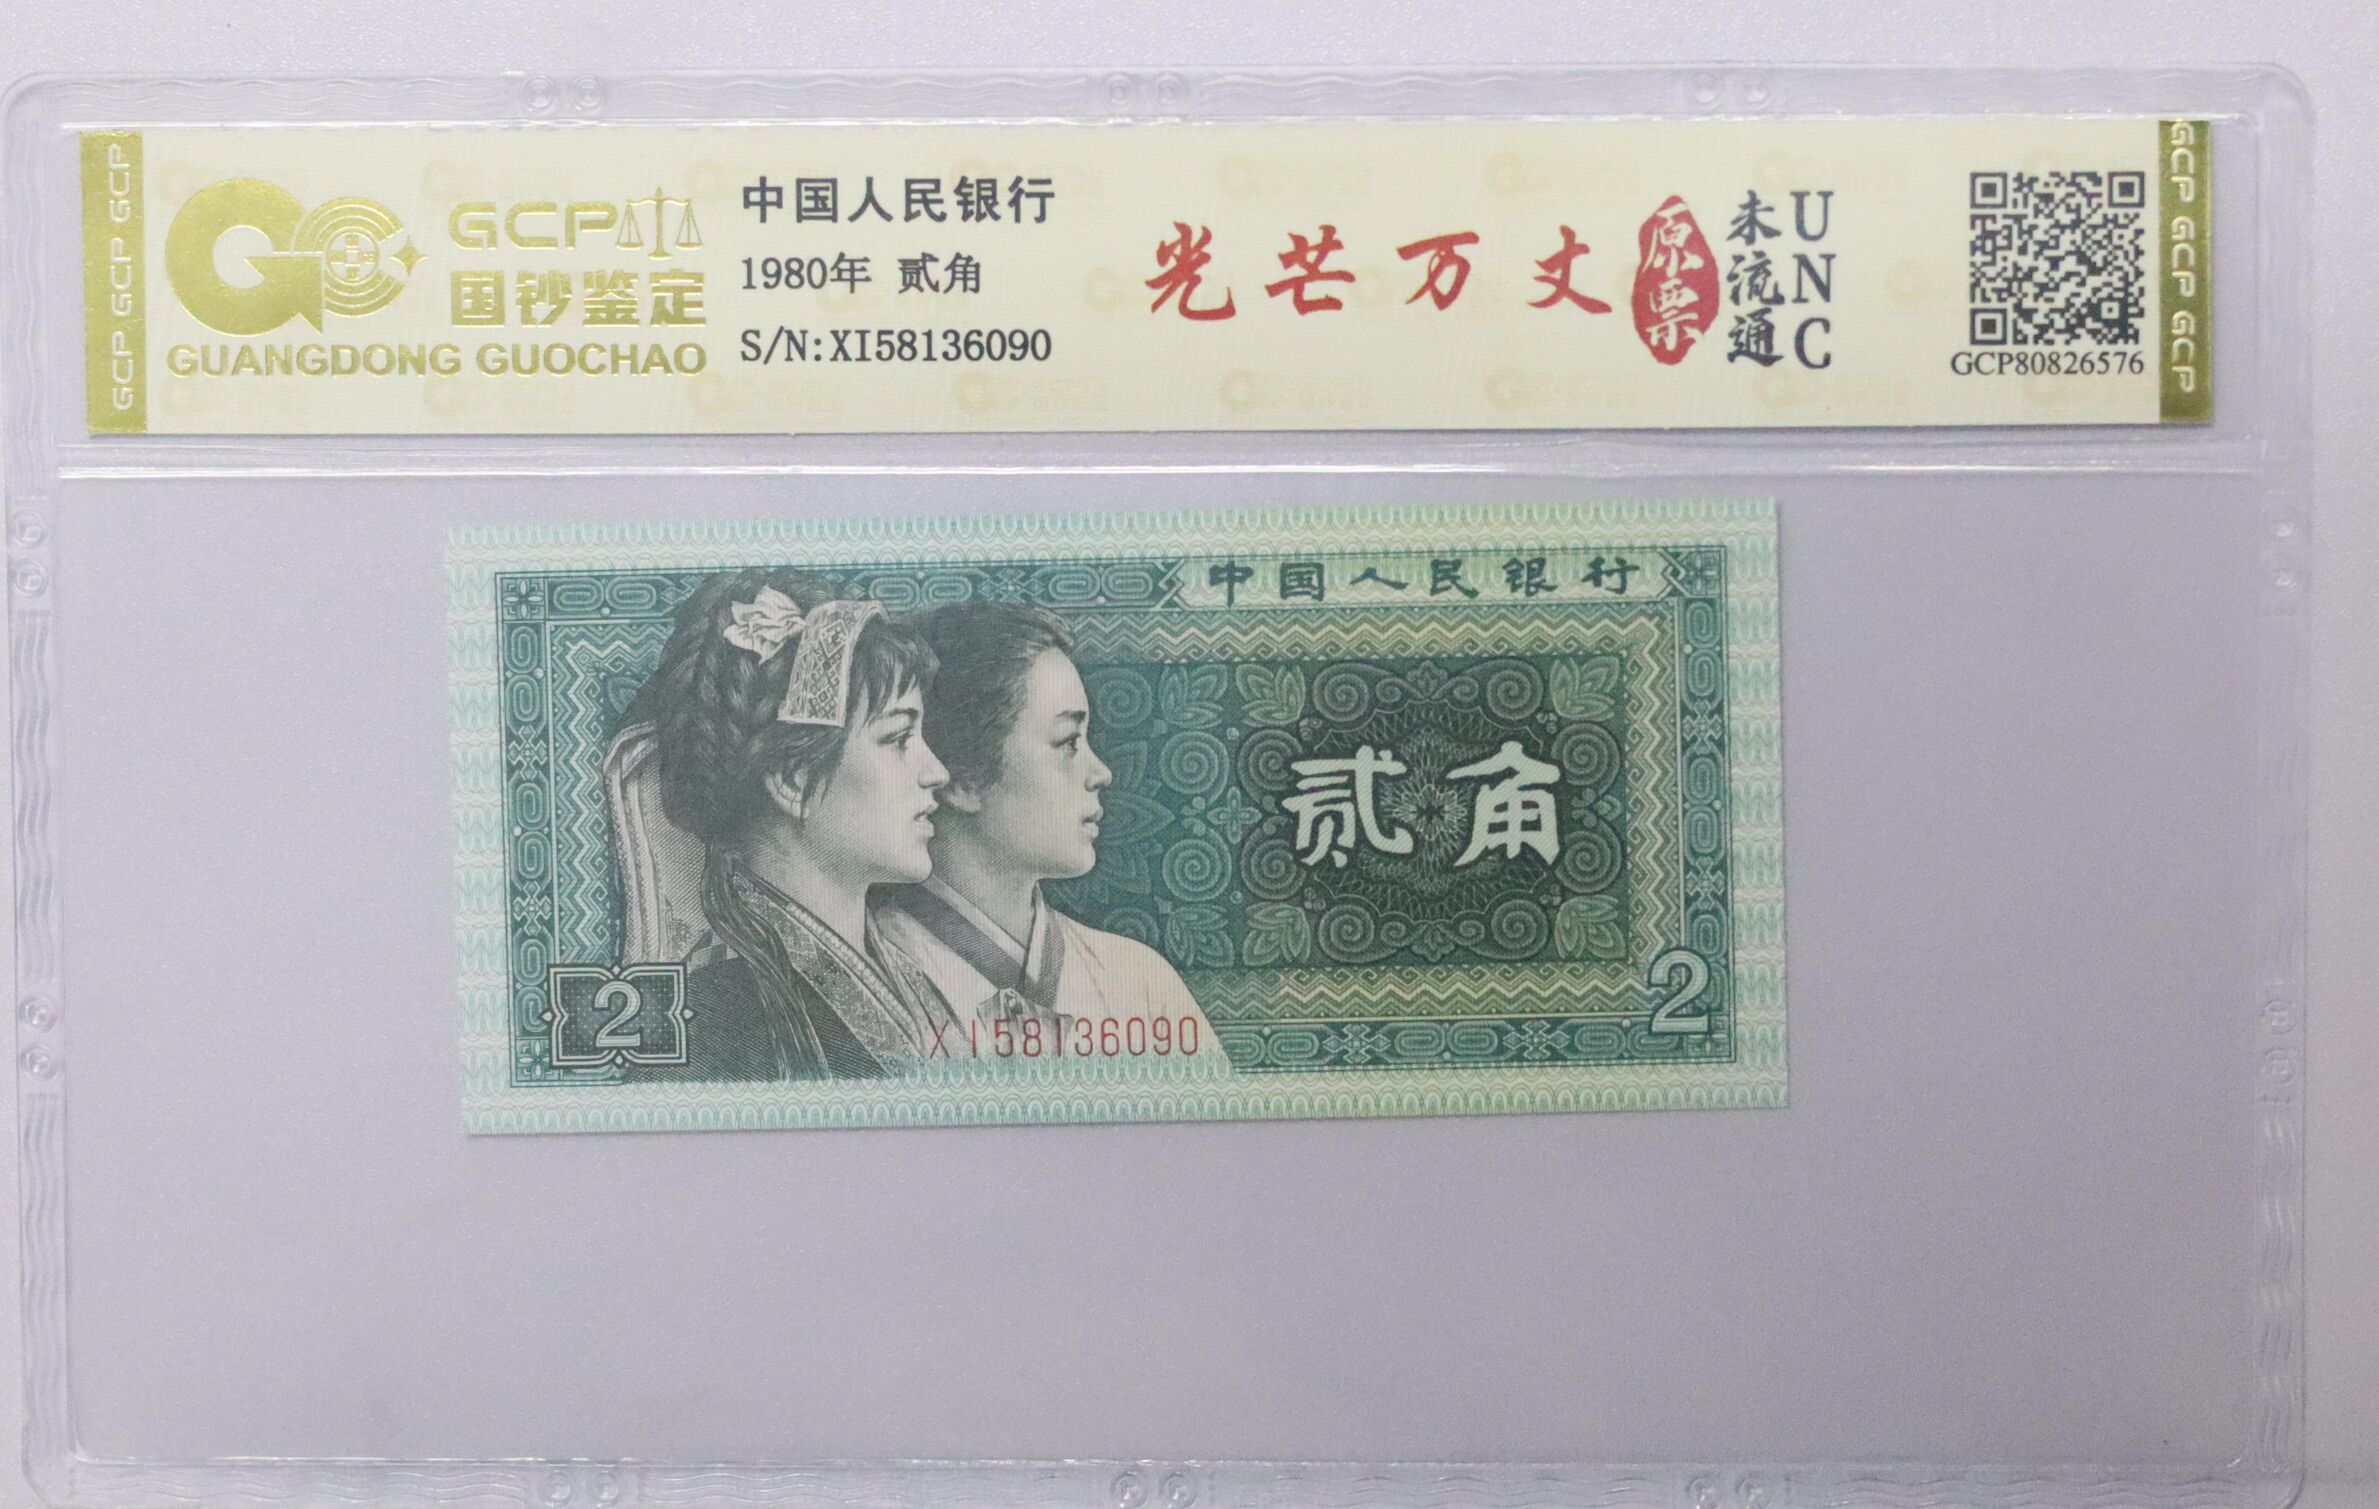 GCP GCP GCP
GCP
国钞鉴定
GUANGDONG GUOCHAO
中国人民银行
1980年 贰角
S/N:XI58136090
光芒万丈
原票
未流通
UNC
GCP80826576
GCP GCP GCP GCP
中国人民银行
贰角
2
2
XI58136090